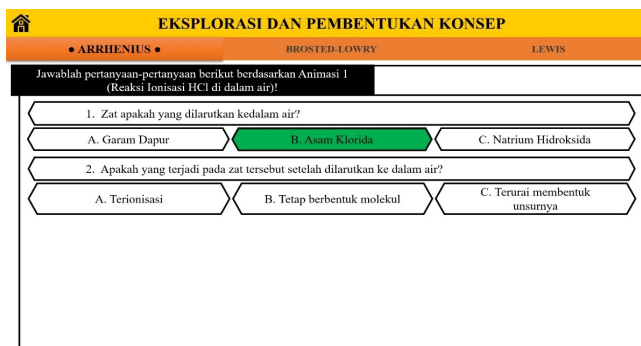 EKSPLORASI DAN PEMBENTUKAN KONSEP
• ARRHENIUS •
BROSTED-LOWRY
LEWIS
Jawablah pertanyaan-pertanyaan berikut berdasarkan Animasi 1
(Reaksi Ionisasi HCl di dalam air)!
1. Zat apakah yang dilarutkan kedalam air?
A. Garam Dapur
B. Asam Klorida
C. Natrium Hidroksida
2. Apakah yang terjadi pada zat tersebut setelah dilarutkan ke dalam air?
A. Terionisasi
B. Tetap berbentuk molekul
C. Terurai membentuk
unsurnya